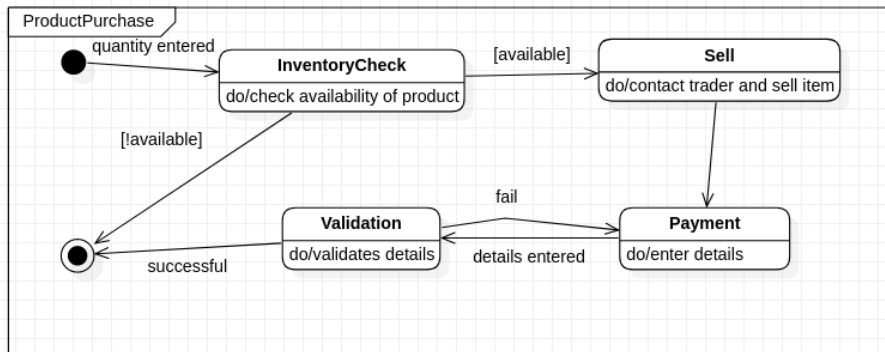 ProductPurchase
quantity entered
InventoryCheck
do/check availability of product
[available]
Sell
do/contact trader and sell item
[!available]
Validation
do/validates details
fail
Payment
do/enter details
successful
details entered